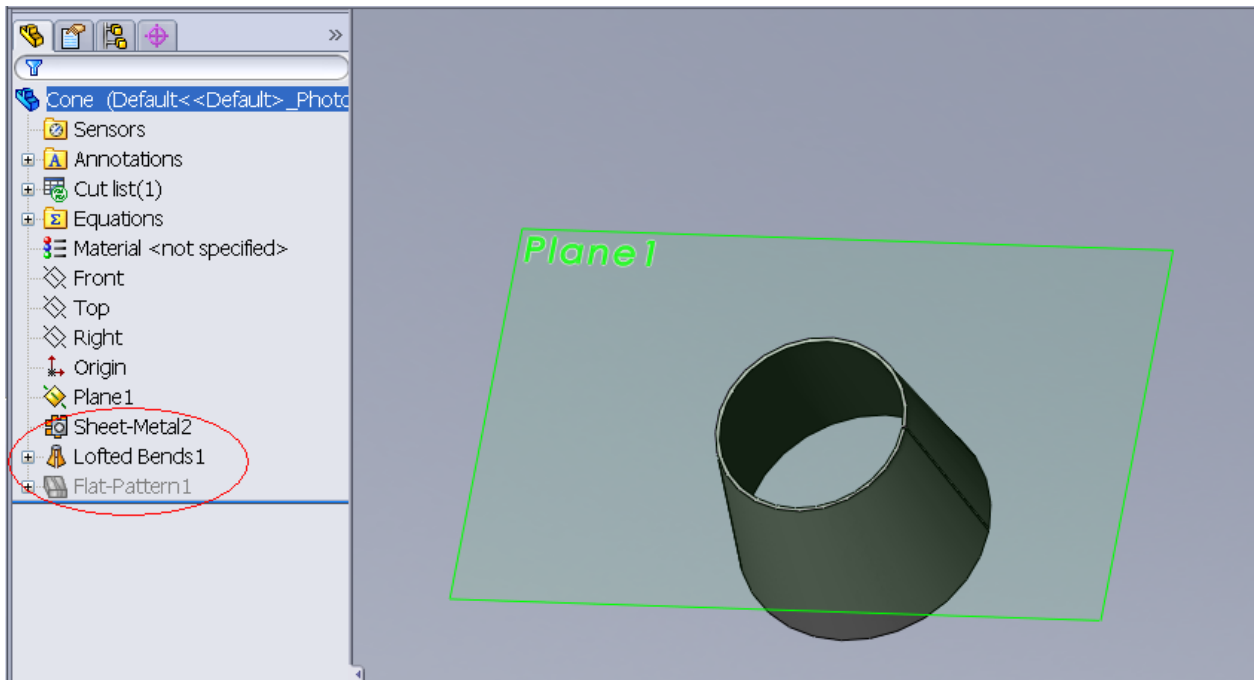 »
Cone (Default<<Default>_Photo
Sensors
Annotations
Cut list(1)
Equations
Material <not specified>
Front
Top
Right
Origin
Plane1
Sheet-Metal2
Lofted Bends1
Flat-Pattern1
Plane1